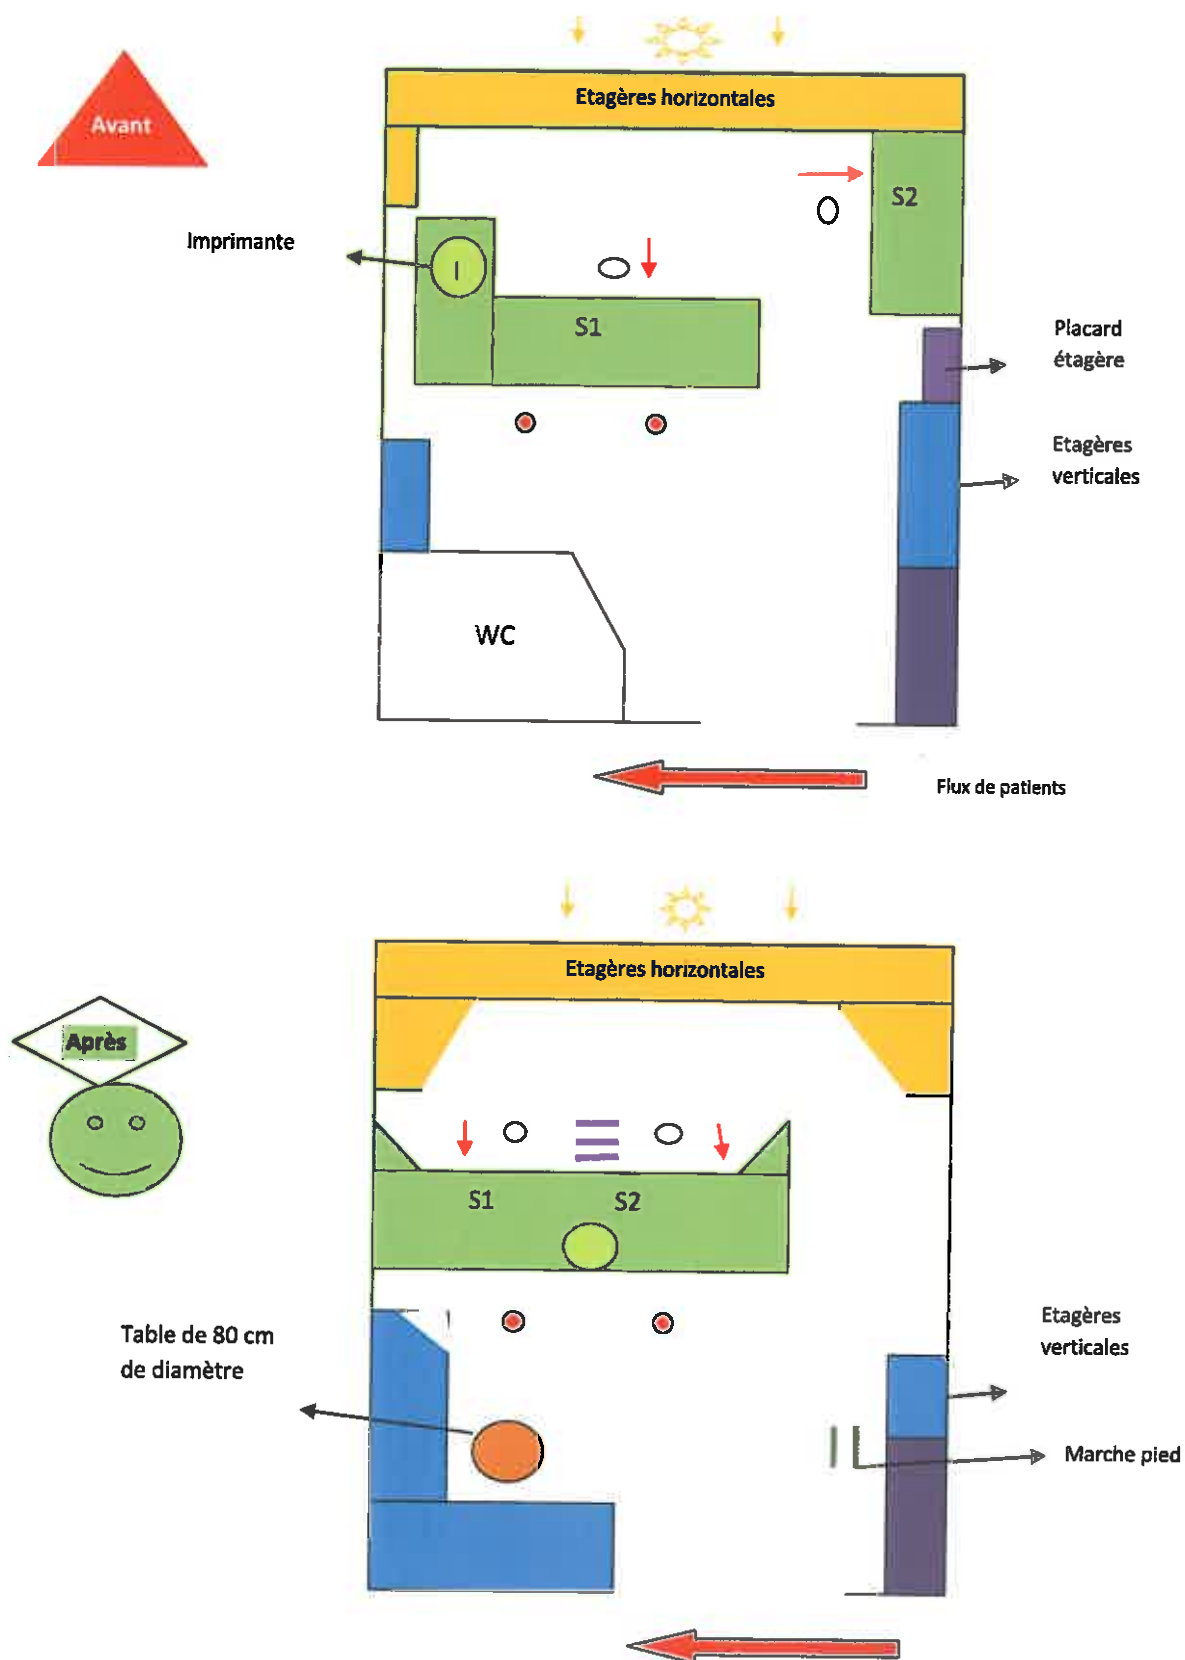 Avant
Etagères horizontales
S2
Imprimante
I
S1
Placard
étagère
Etagères
verticales
WC
Flux de patients
Etagères horizontales
Après
S1
S2
Etagères
verticales
Table de 80 cm
de diamètre
Marche pied